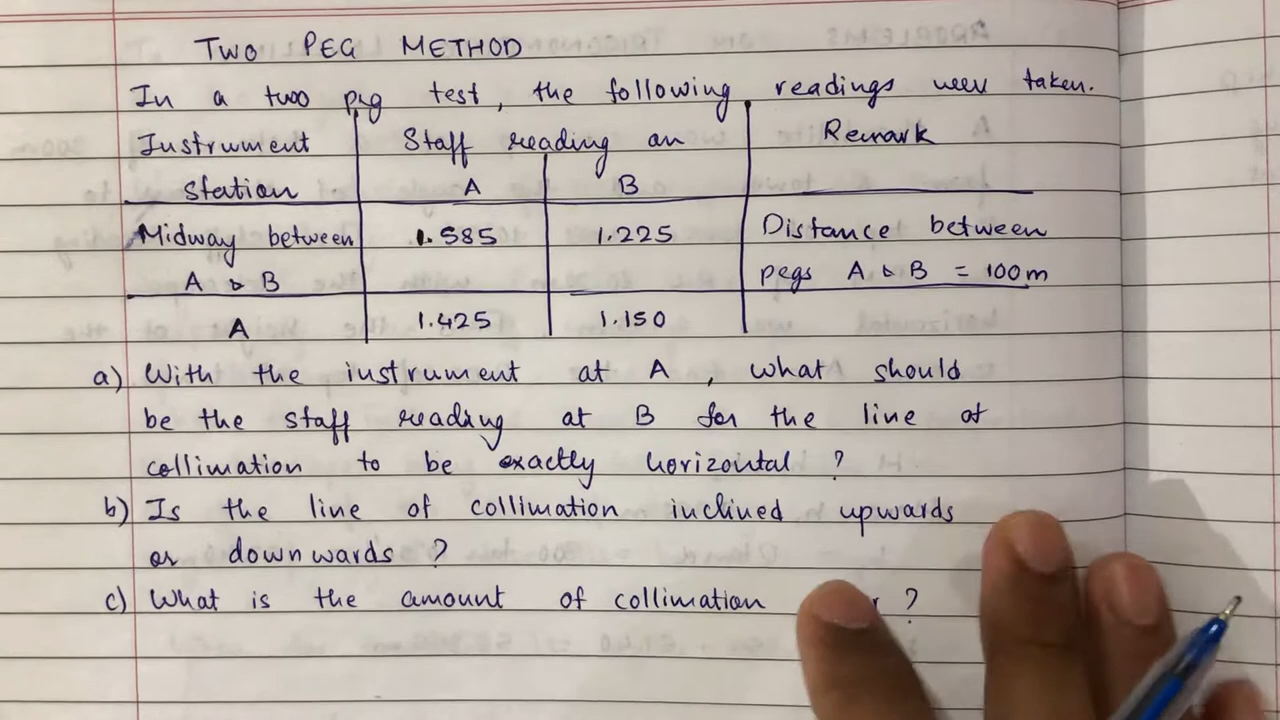 TWO PEG METHOD
In a two peg test, the following readings were taken.
Instrument Staff reading on Remark
station A B
Midway between 1.585 1.225 Distance between
A & B pegs A & B = 100m
A 1.425 1.150
a) With the instrument at A, what should
be the staff reading at B for the line of
collimation to be exactly horizontal ?
b) Is the line of collimation inclined upwards
or downwards ?
c) What is the amount of collimation ?